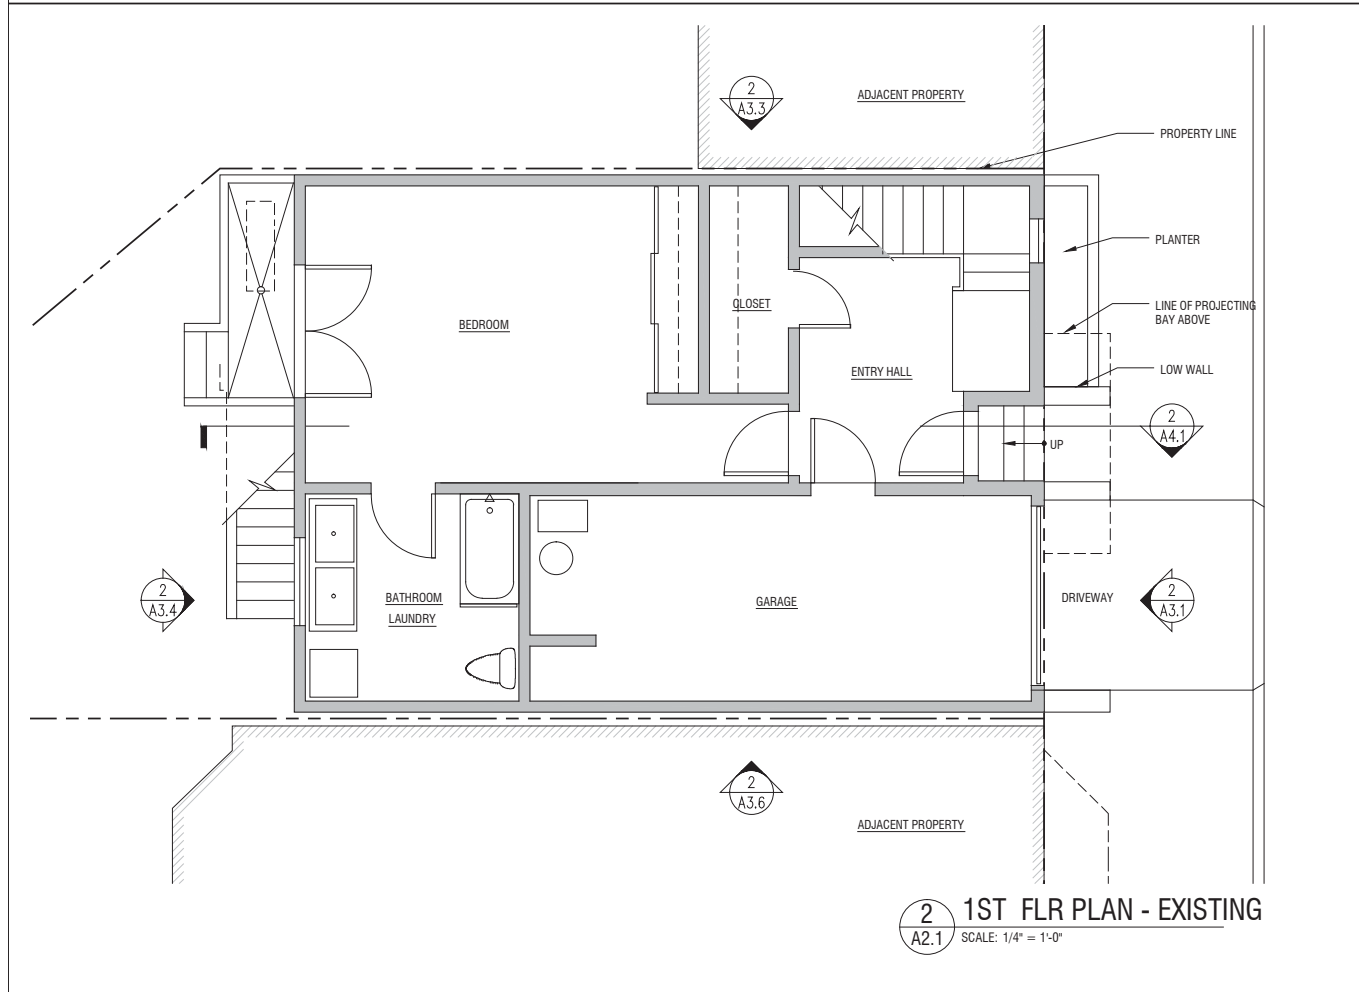 2
A3.3
ADJACENT PROPERTY
PROPERTY LINE
PLANTER
LINE OF PROJECTING
BAY ABOVE
CLOSET
BEDROOM
ENTRY HALL
LOW WALL
2
A4.1
UP
2
A3.4
BATHROOM
LAUNDRY
GARAGE
DRIVEWAY
2
A3.1
2
A3.6
ADJACENT PROPERTY
2
A2.1
1ST FLR PLAN - EXISTING
SCALE: 1/4" = 1'-0"